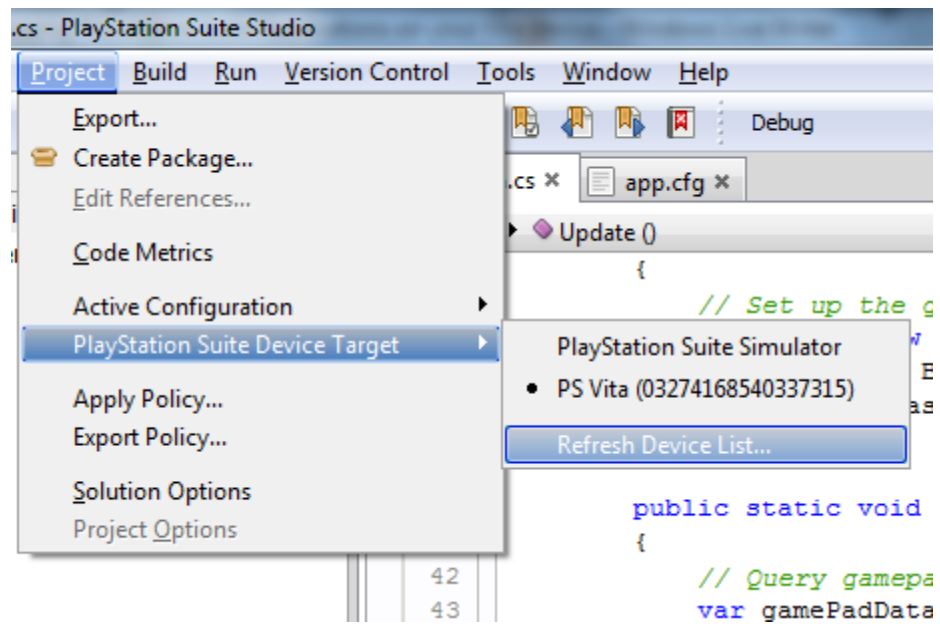 .cs - PlayStation Suite Studio
Project Build Run Version Control Tools Window Help
Export...
Debug
Create Package...
.cs app.cfg
Edit References...
Update ()
Code Metrics
{
Active Configuration
// Set up the
PlayStation Suite Device Target
PlayStation Suite Simulator
PS Vita (03274168540337315)
Apply Policy...
Export Policy...
Refresh Device List...
Solution Options
public static void
Project Options
{
42 // Query
43 var gamePadData